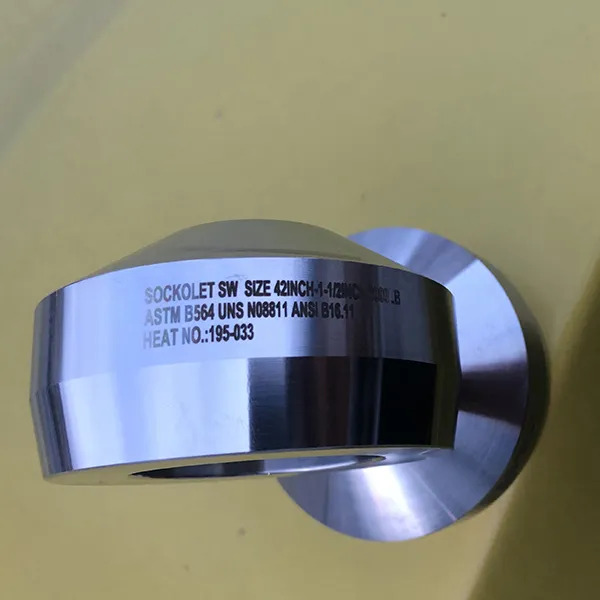 SOCKOLET SW SIZE 42INCH-1-1/2INCH
ASTM B564 UNS N08811 ANSI B16.11
HEAT NO.:195-033